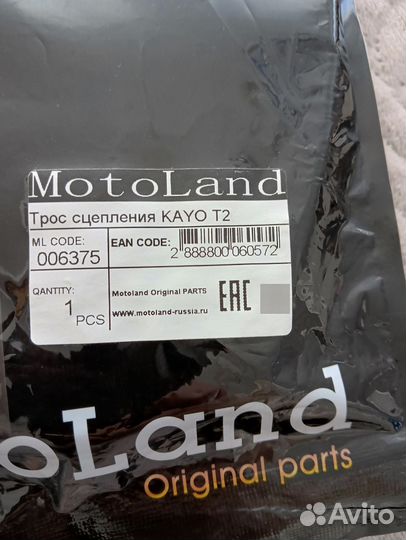 MotoLand
Трос сцепления KAYO T2
ML CODE:
006375
EAN CODE:
2 888800 060572
QANTITY:
1 PCS
Motoland Original PARTS
www.motoland-russia.ru
EAC
oLand
Original parts
Avito